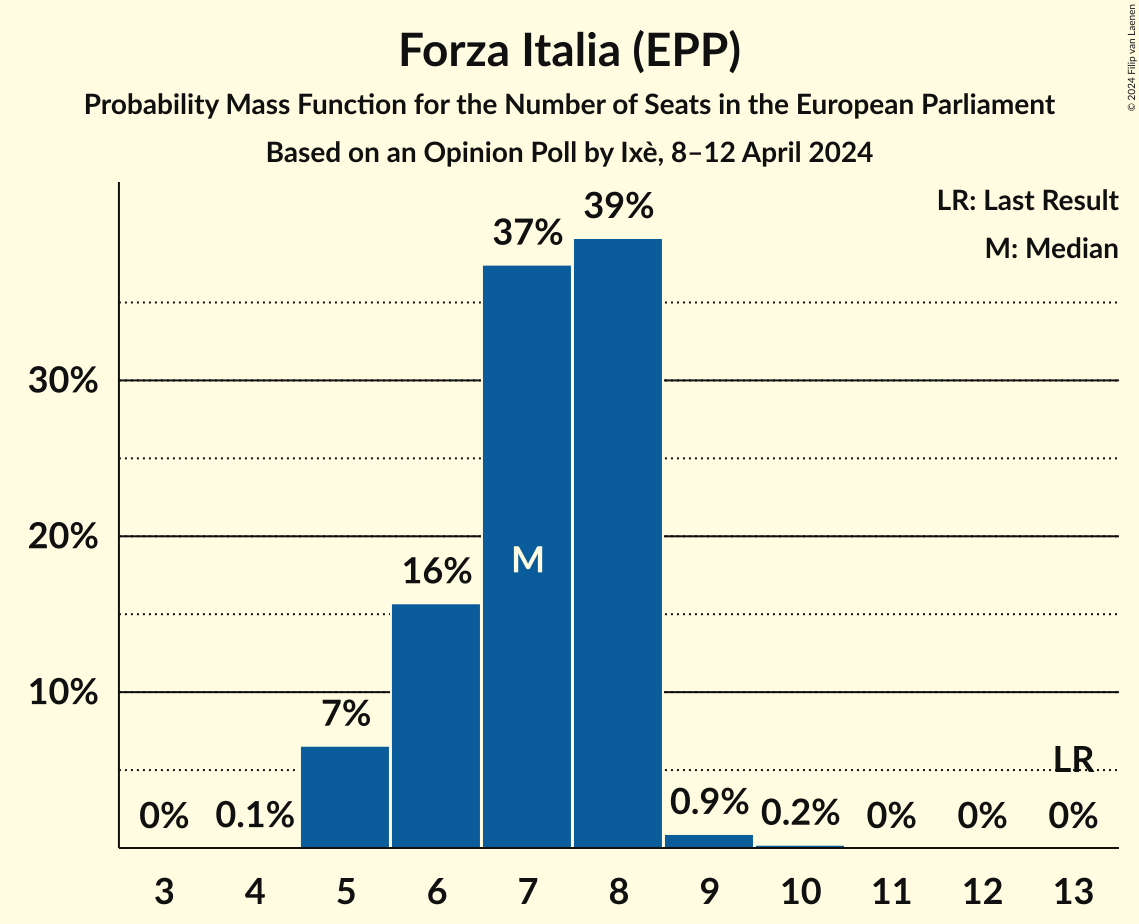 Forza Italia (EPP)
Probability Mass Function for the Number of Seats in the European Parliament
Based on an Opinion Poll by Ixè, 8–12 April 2024
© 2024 Filip van Laenen
LR: Last Result
M: Median
39%
37%
30%
20%
16%
M
10%
7%
LR
0%
0.1%
0.9%
0.2%
0%
0%
0%
3 4 5 6 7 8 9 10 11 12 13